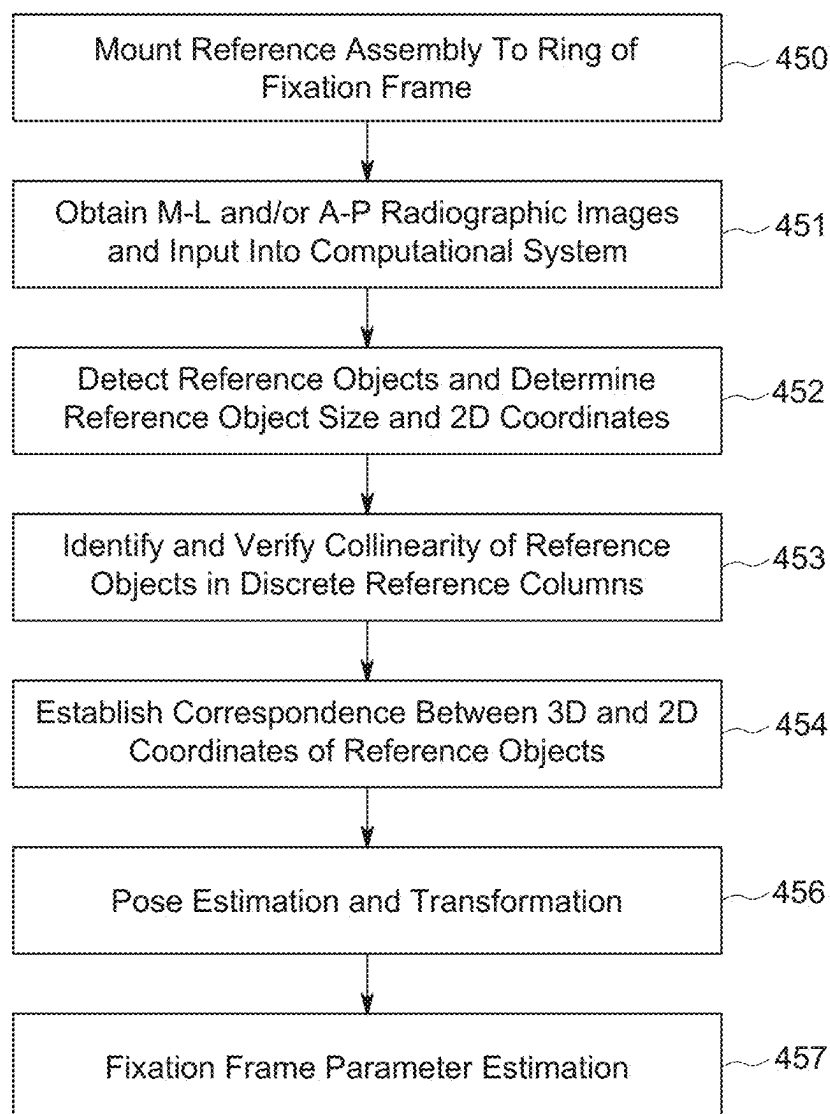 Mount Reference Assembly To Ring of
Fixation Frame
450
Obtain M-L and/or A-P Radiographic Images
and Input Into Computational System
451
Detect Reference Objects and Determine
Reference Object Size and 2D Coordinates
452
Identify and Verify Collinearity of Reference
Objects in Discrete Reference Columns
453
Establish Correspondence Between 3D and 2D
Coordinates of Reference Objects
454
Pose Estimation and Transformation
456
Fixation Frame Parameter Estimation
457